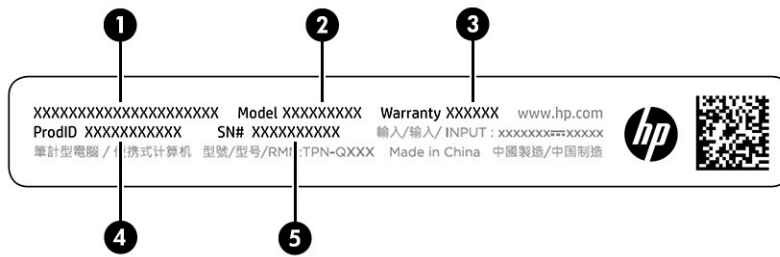 1 2 3
XXXXXXXXXXXXXXXXXXXXX Model XXXXXXXXX Warranty XXXXXX www.hp.com
ProdID XXXXXXXXXXX SN# XXXXXXXXXX 輸入/输入/ INPUT : xxxxxxx⎓xxxxx
筆計型電腦 / 便携式计算机 型號/型号/RMN:TPN-QXXX Made in China 中國製造/中国制造
hp
4 5